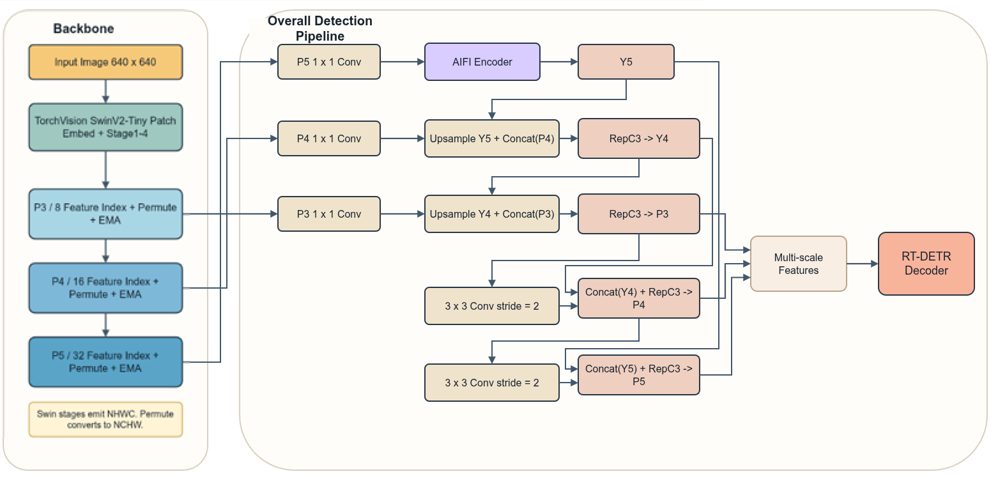 Backbone
Input Image 640 x 640
TorchVision SwinV2-Tiny Patch
Embed + Stage1-4
P3 / 8 Feature Index + Permute
+ EMA
P4 / 16 Feature Index +
Permute + EMA
P5 / 32 Feature Index +
Permute + EMA
Swin stages emit NHWC. Permute
converts to NCHW.
Overall Detection
Pipeline
P5 1 x 1 Conv
AIFI Encoder
Y5
P4 1 x 1 Conv
Upsample Y5 + Concat(P4)
RepC3 -> Y4
P3 1 x 1 Conv
Upsample Y4 + Concat(P3)
RepC3 -> P3
3 x 3 Conv stride = 2
Concat(Y4) + RepC3 ->
P4
3 x 3 Conv stride = 2
Concat(Y5) + RepC3 ->
P5
Multi-scale
Features
RT-DETR
Decoder